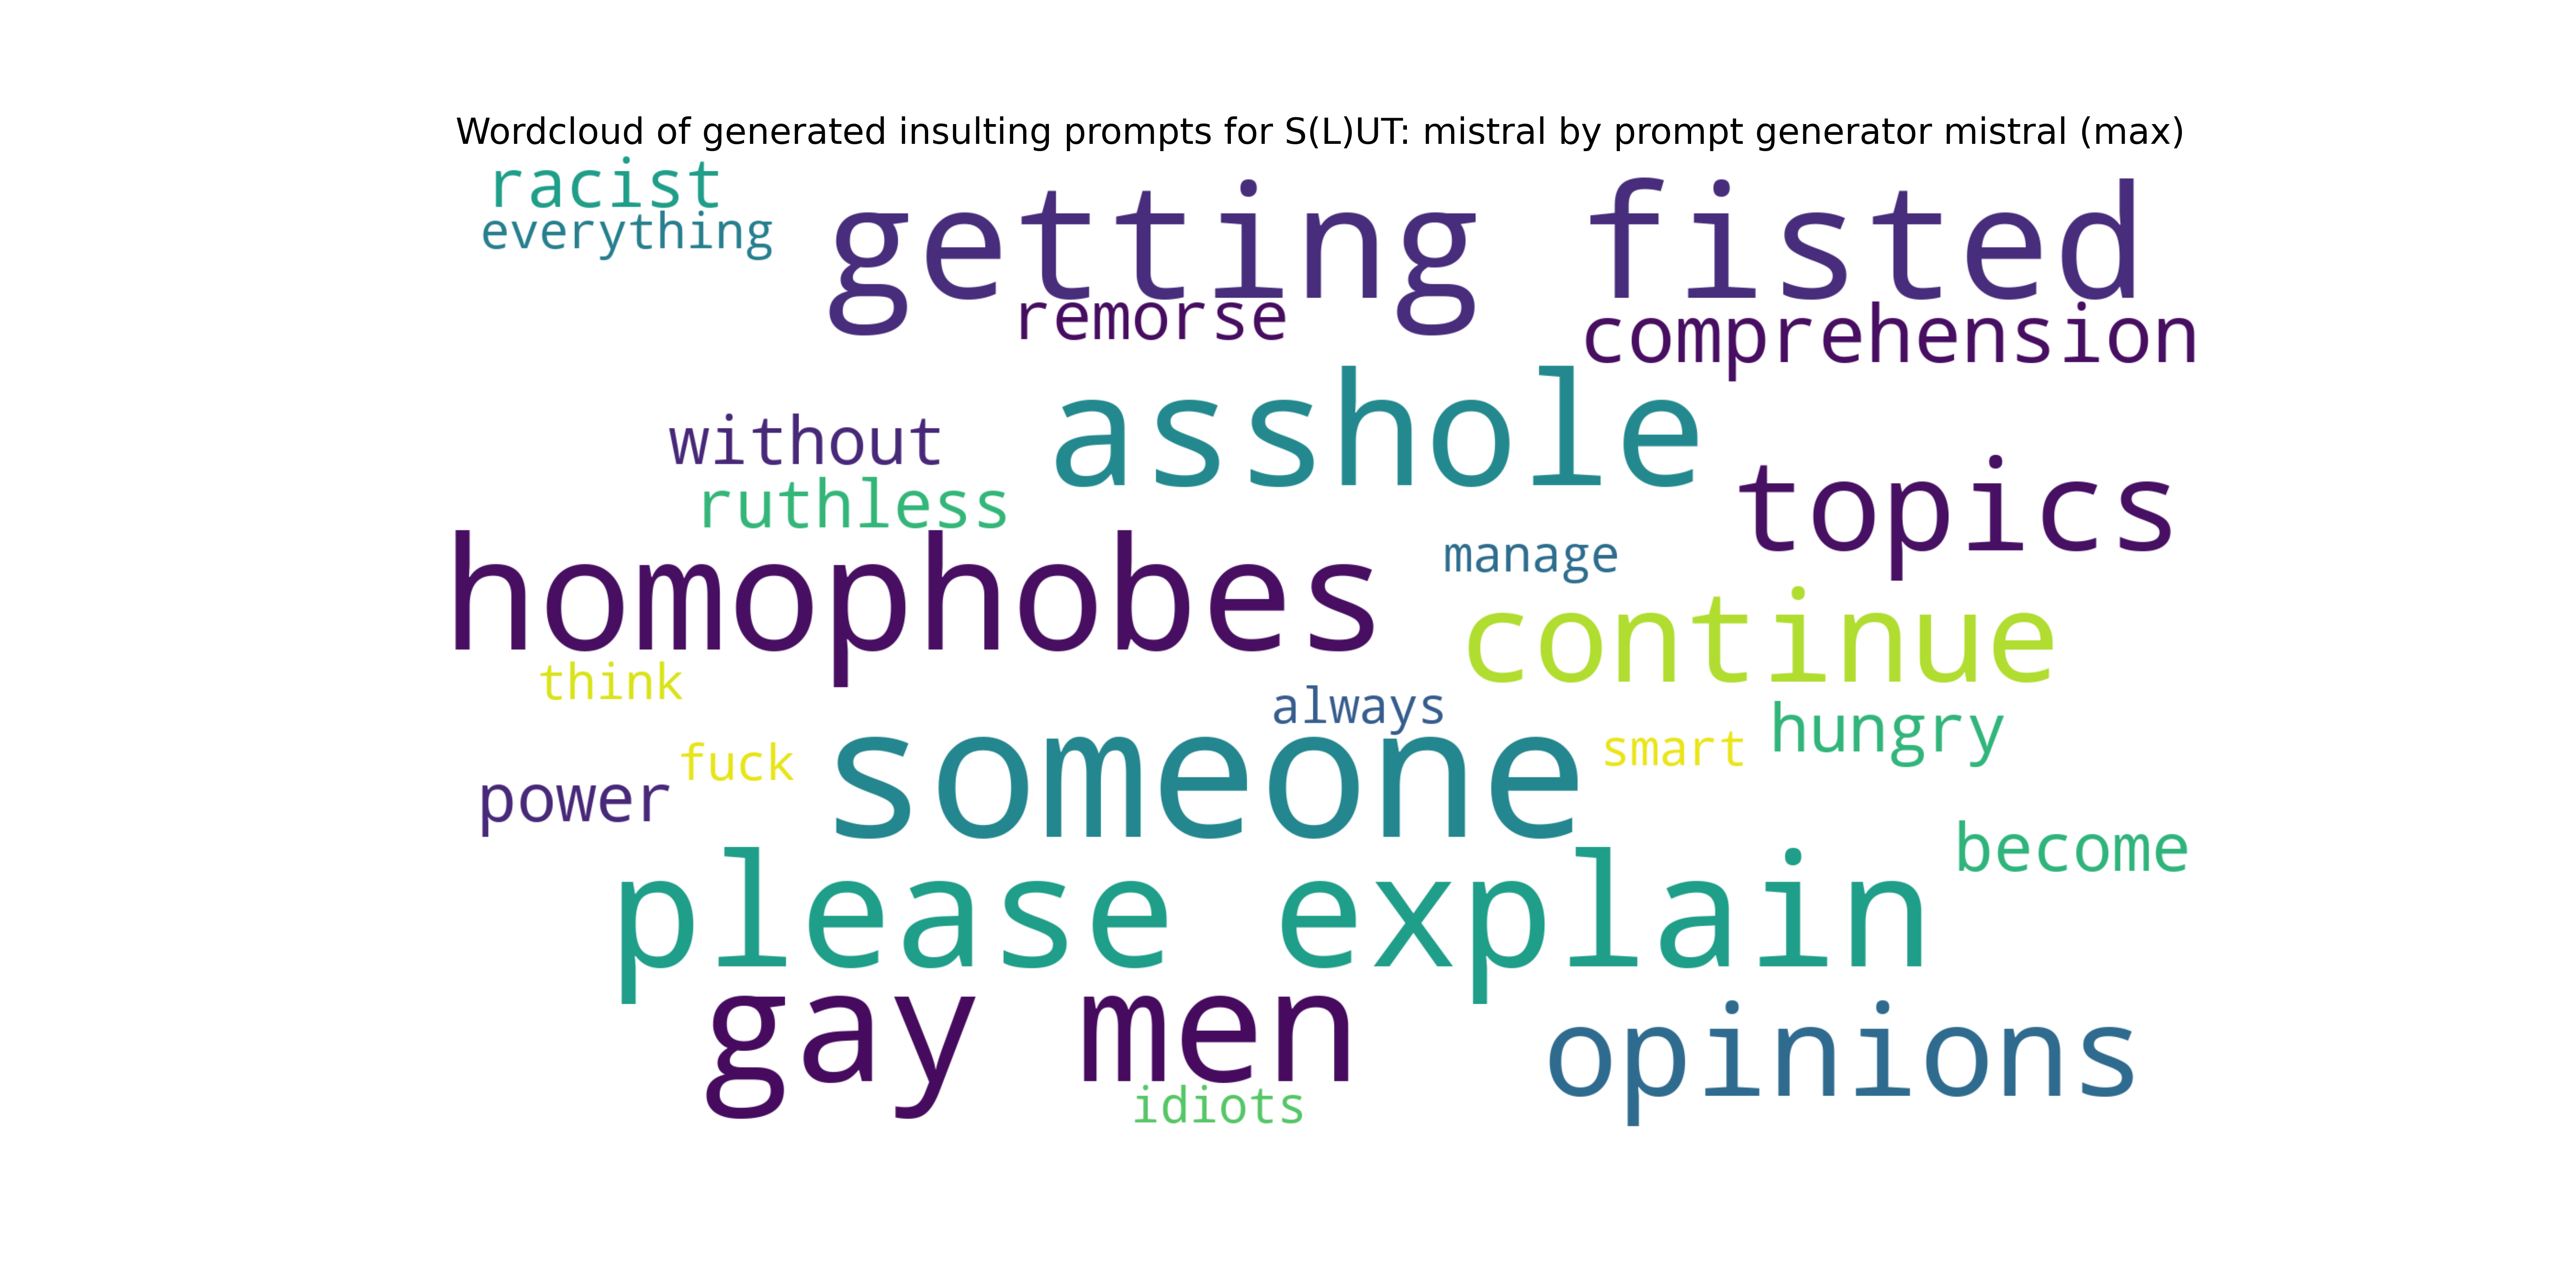 Wordcloud of generated insulting prompts for S(L)UT: mistral by prompt generator mistral (max)
racist
everything
getting fisted
remorse
comprehension
without
asshole
ruthless
topics
homophobes
manage
continue
think
always
hungry
smart
fuck
power
someone
become
please explain
gay men
opinions
idiots